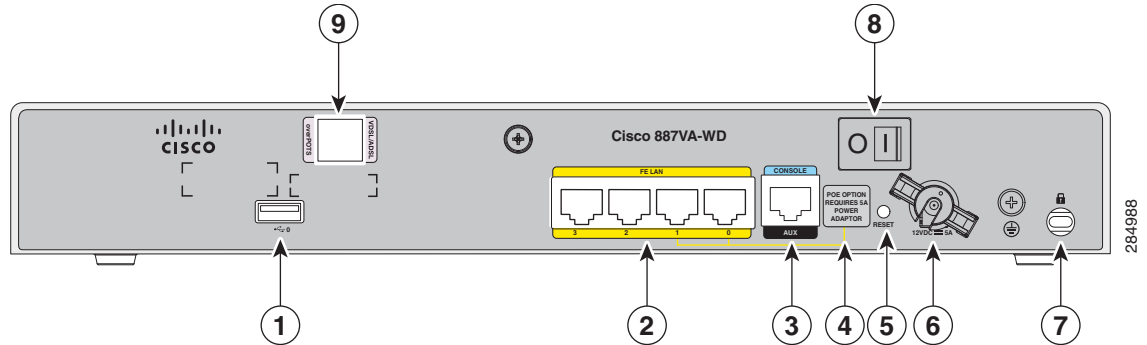 9
8
CISCO
VDSL/ADSL
overPOTS
Cisco 887VA-WD
O I
FE LAN
CONSOLE
POE OPTION
REQUIRES 5A
POWER
ADAPTOR
0
3 2 1 0
AUX
RESET
12VDC 5A
284988
1
2
3
4
5
6
7